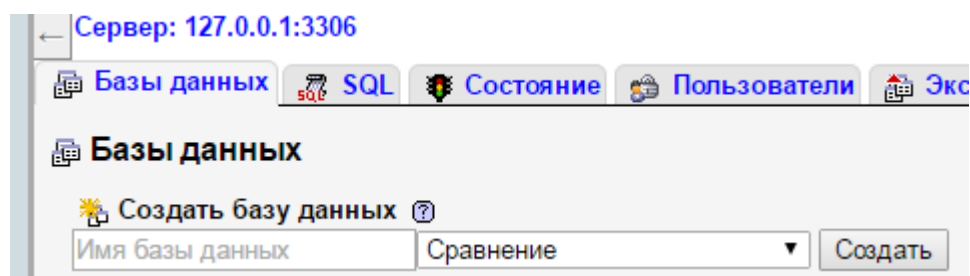 Сервер: 127.0.0.1:3306
Базы данных SQL Состояние Пользователи Экс
Базы данных
Создать базу данных
Имя базы данных Сравнение Создать